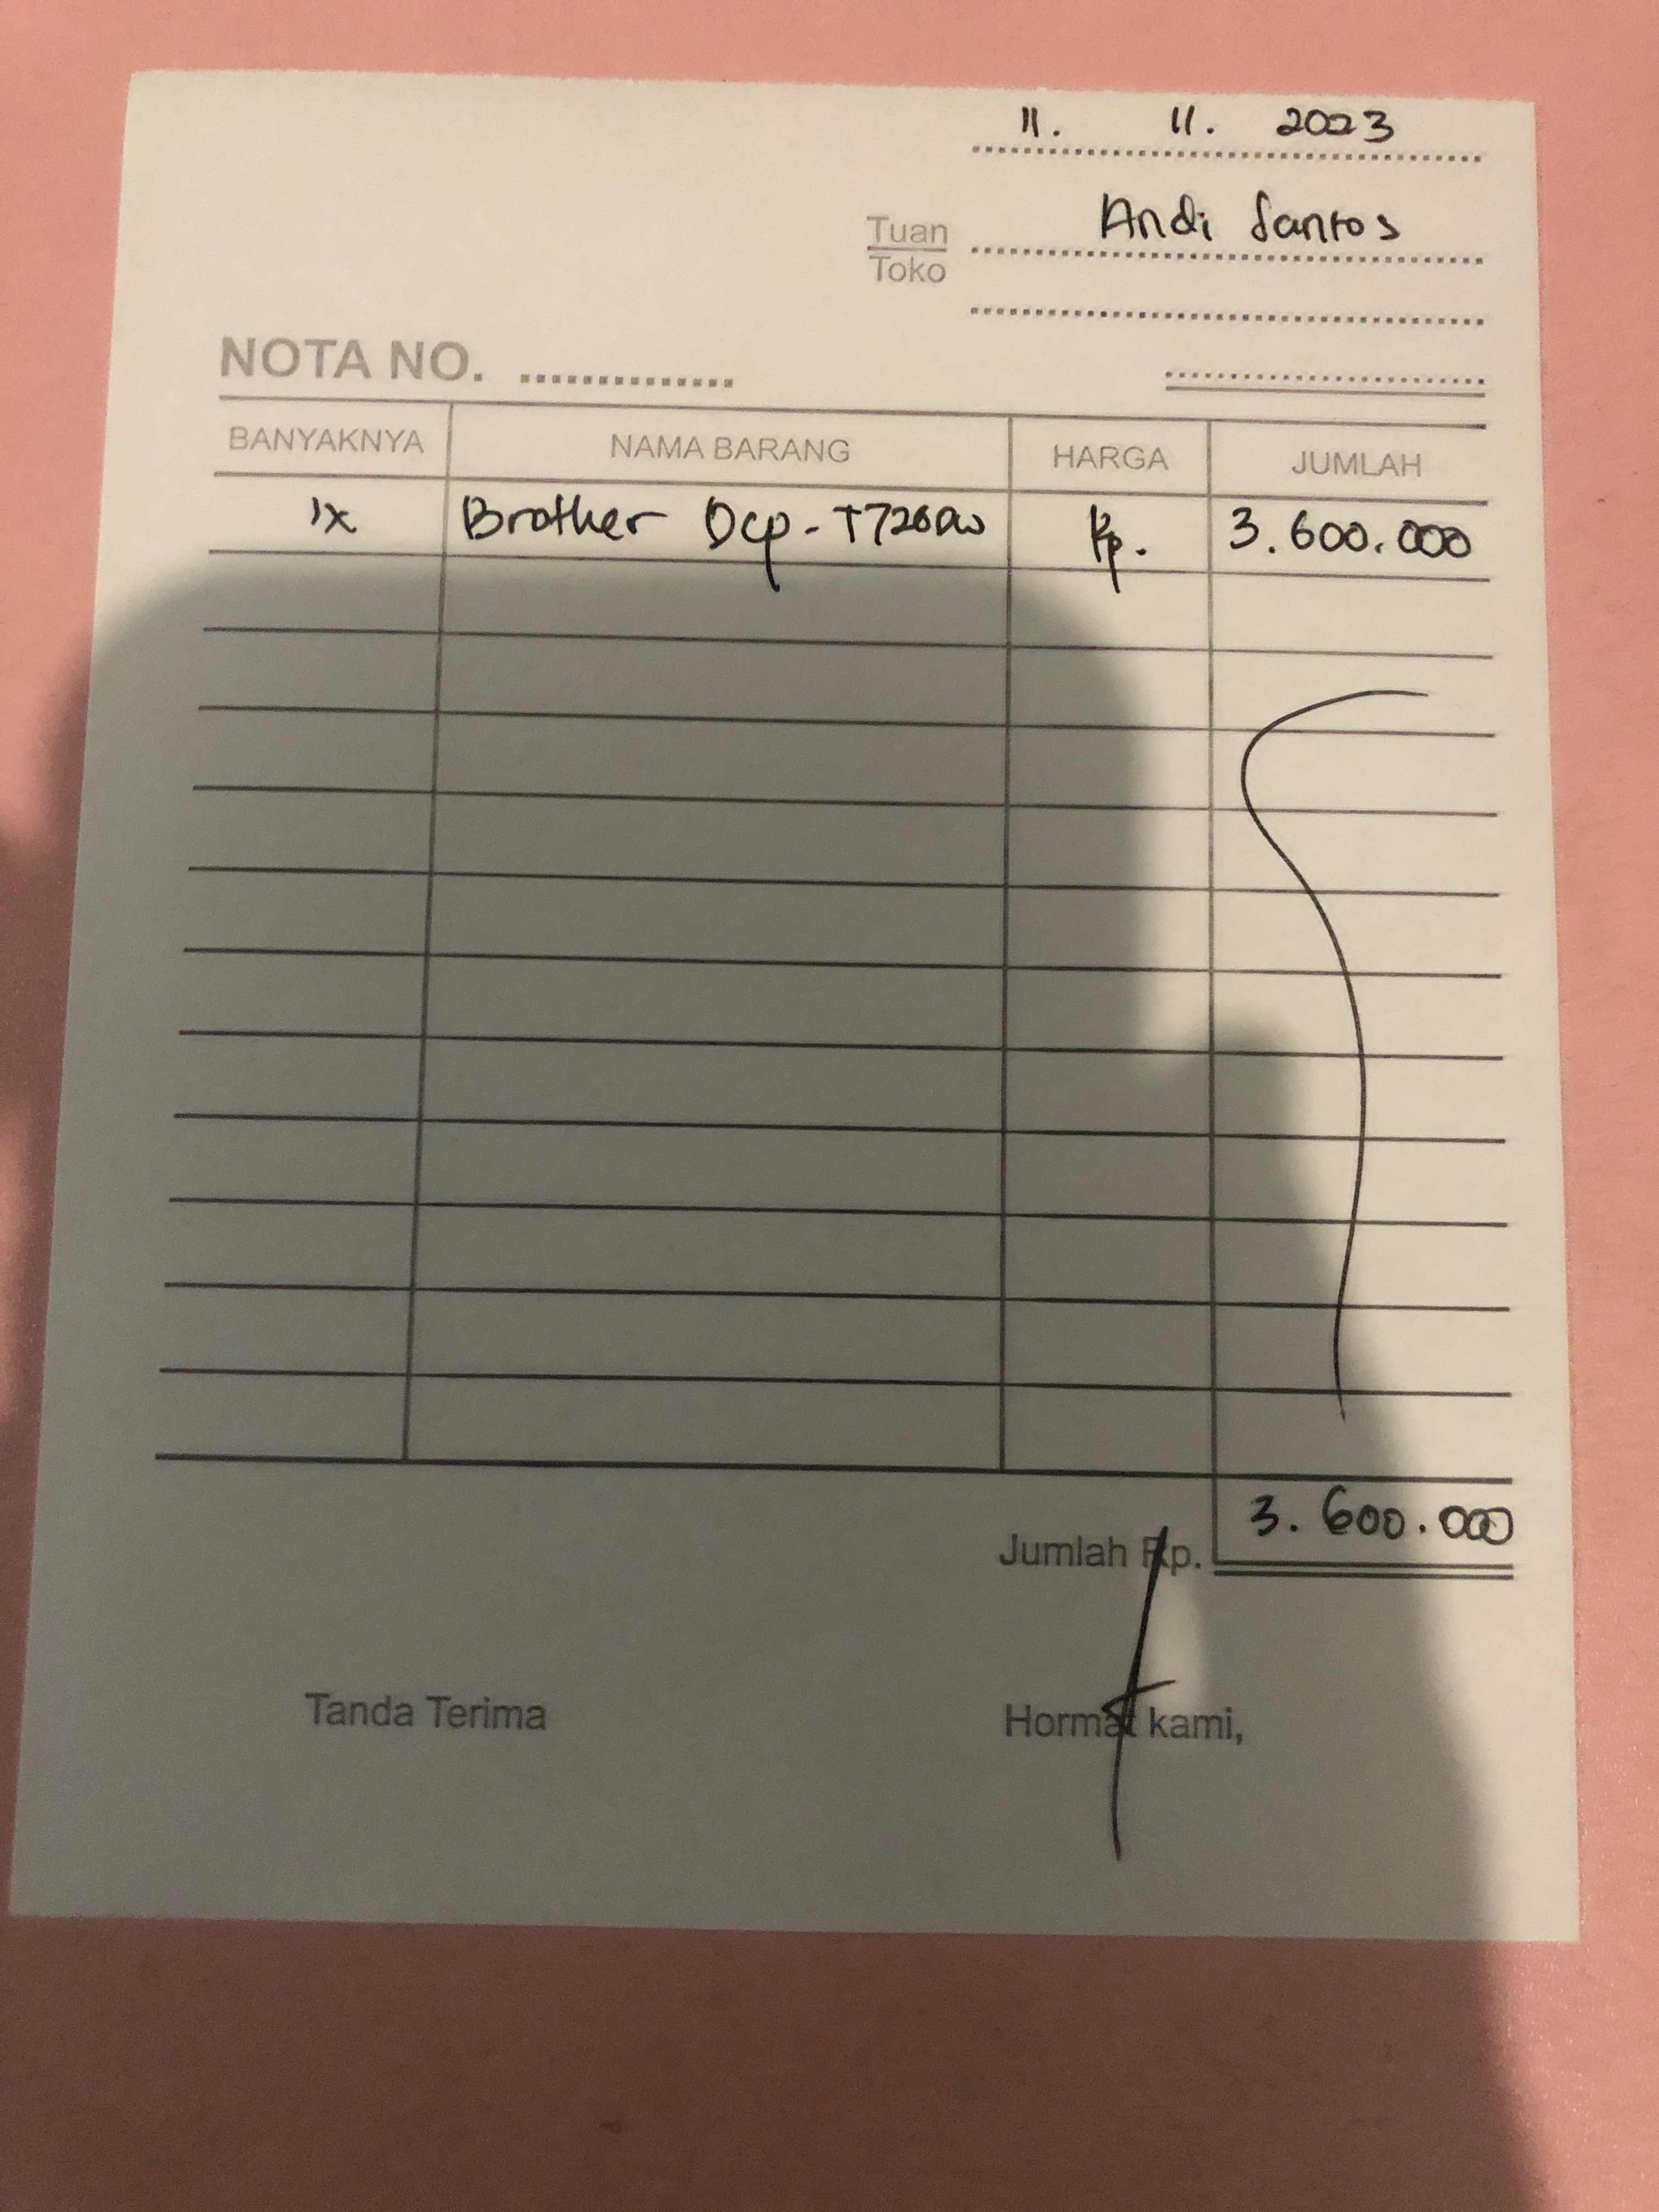 11. 11. 2023
Tuan Andi Santos
Toko
NOTA NO.
BANYAKNYA NAMA BARANG HARGA JUMLAH
1x Brother Dcp-T720DW Rp. 3.600.000
Jumlah Rp. 3.600.000
Tanda Terima Hormat kami,